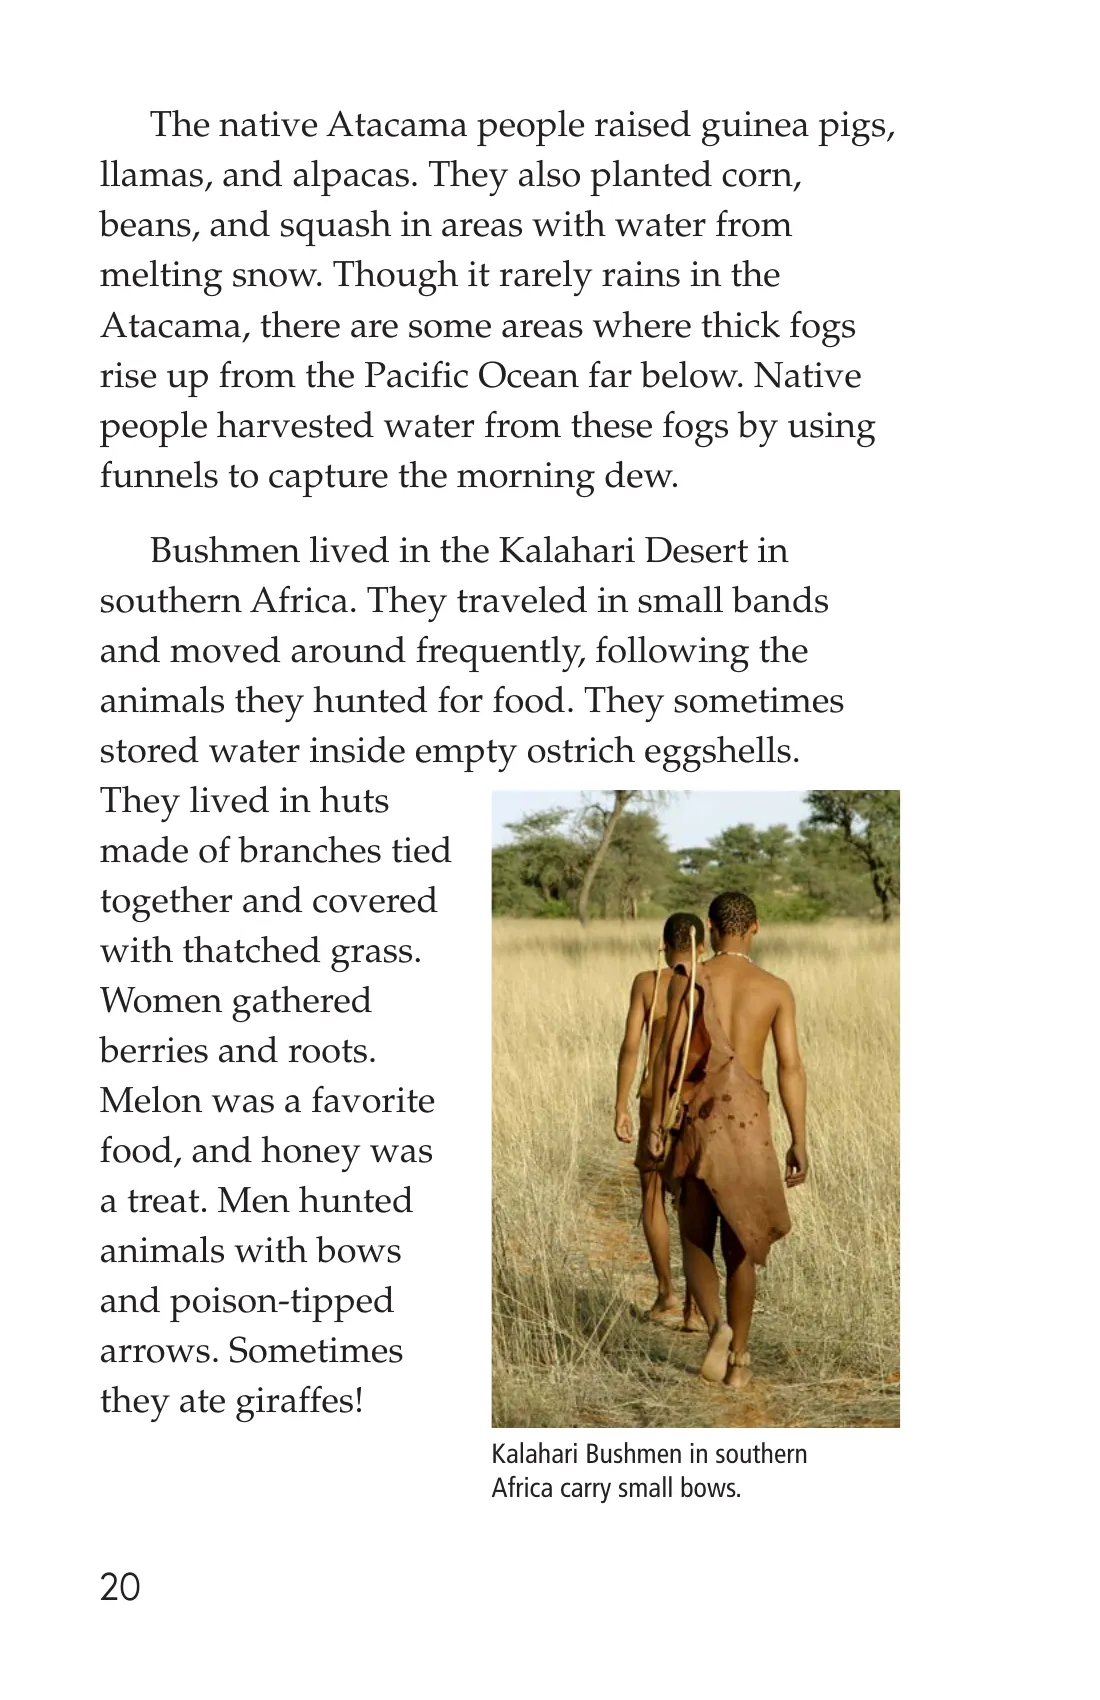 The native Atacama people raised guinea pigs,
llamas, and alpacas. They also planted corn,
beans, and squash in areas with water from
melting snow. Though it rarely rains in the
Atacama, there are some areas where thick fogs
rise up from the Pacific Ocean far below. Native
people harvested water from these fogs by using
funnels to capture the morning dew.
Bushmen lived in the Kalahari Desert in
southern Africa. They traveled in small bands
and moved around frequently, following the
animals they hunted for food. They sometimes
stored water inside empty ostrich eggshells.
They lived in huts
made of branches tied
together and covered
with thatched grass.
Women gathered
berries and roots.
Melon was a favorite
food, and honey was
a treat. Men hunted
animals with bows
and poison-tipped
arrows. Sometimes
they ate giraffes!
Kalahari Bushmen in southern
Africa carry small bows.
20